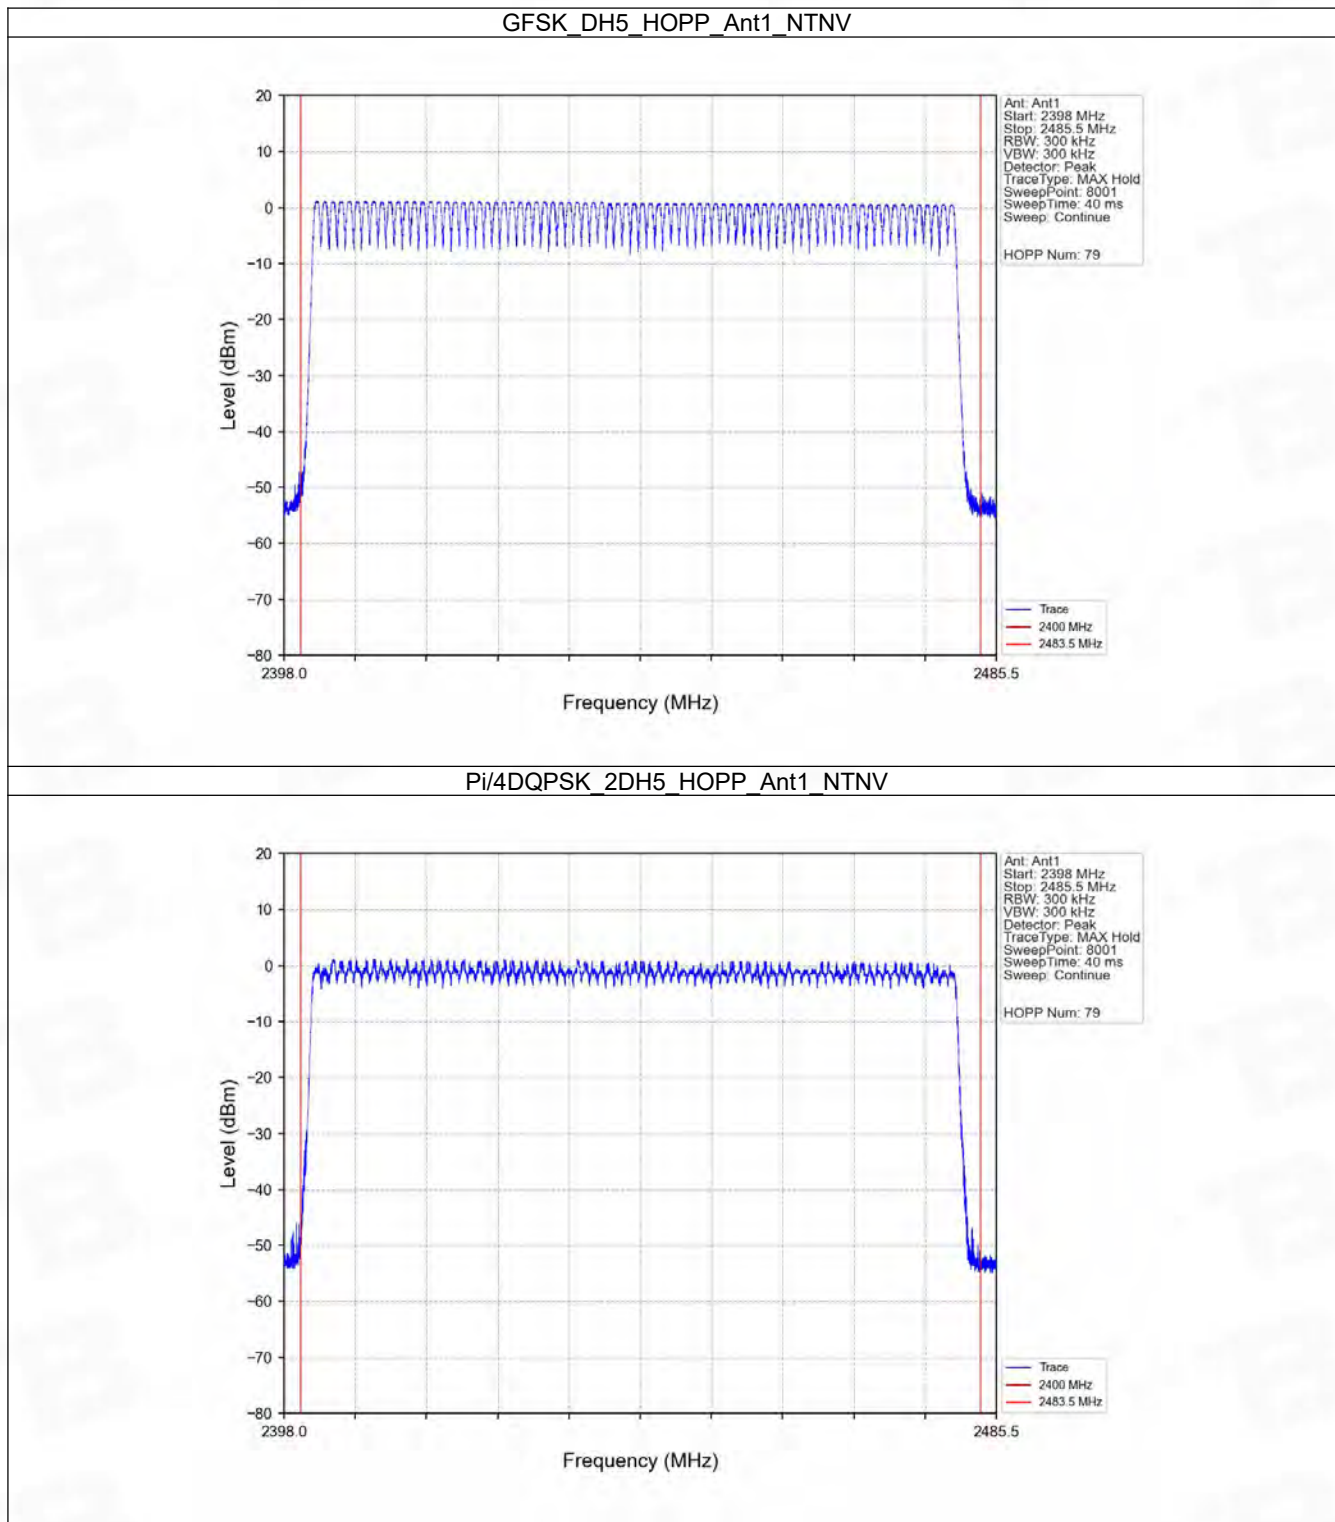 GFSK_DH5_HOPP_Ant1_NTNV
20
10
0
−10
−20
−30
−40
−50
−60
−70
−80
Level (dBm)
2398.0
2485.5
Frequency (MHz)
Ant: Ant1
Start: 2398 MHz
Stop: 2485.5 MHz
RBW: 300 kHz
VBW: 300 kHz
Detector: Peak
TraceType: MAX Hold
SweepPoint: 8001
SweepTime: 40 ms
Sweep: Continue
HOPP Num: 79
Trace
2400 MHz
2483.5 MHz
Pi/4DQPSK_2DH5_HOPP_Ant1_NTNV
20
10
0
−10
−20
−30
−40
−50
−60
−70
−80
Level (dBm)
2398.0
2485.5
Frequency (MHz)
Ant: Ant1
Start: 2398 MHz
Stop: 2485.5 MHz
RBW: 300 kHz
VBW: 300 kHz
Detector: Peak
TraceType: MAX Hold
SweepPoint: 8001
SweepTime: 40 ms
Sweep: Continue
HOPP Num: 79
Trace
2400 MHz
2483.5 MHz